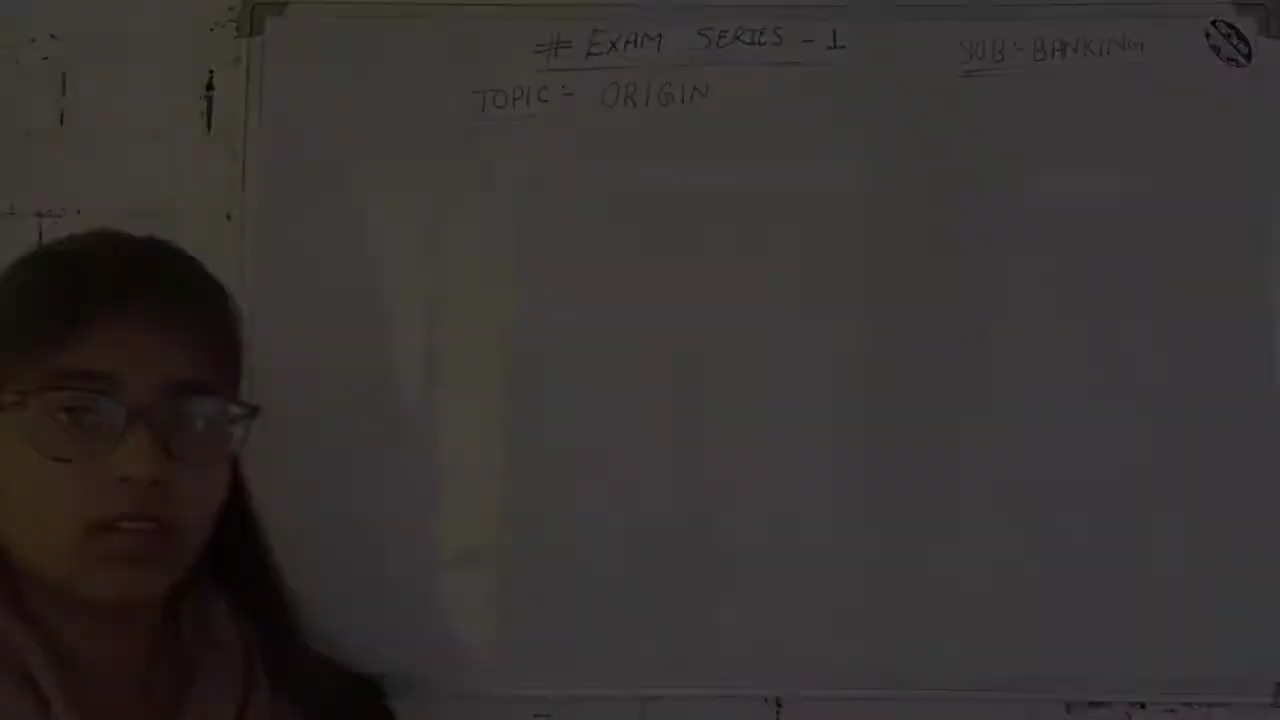 # EXAM SERIES - 1
SUB:- BANKING
TOPIC:- ORIGIN